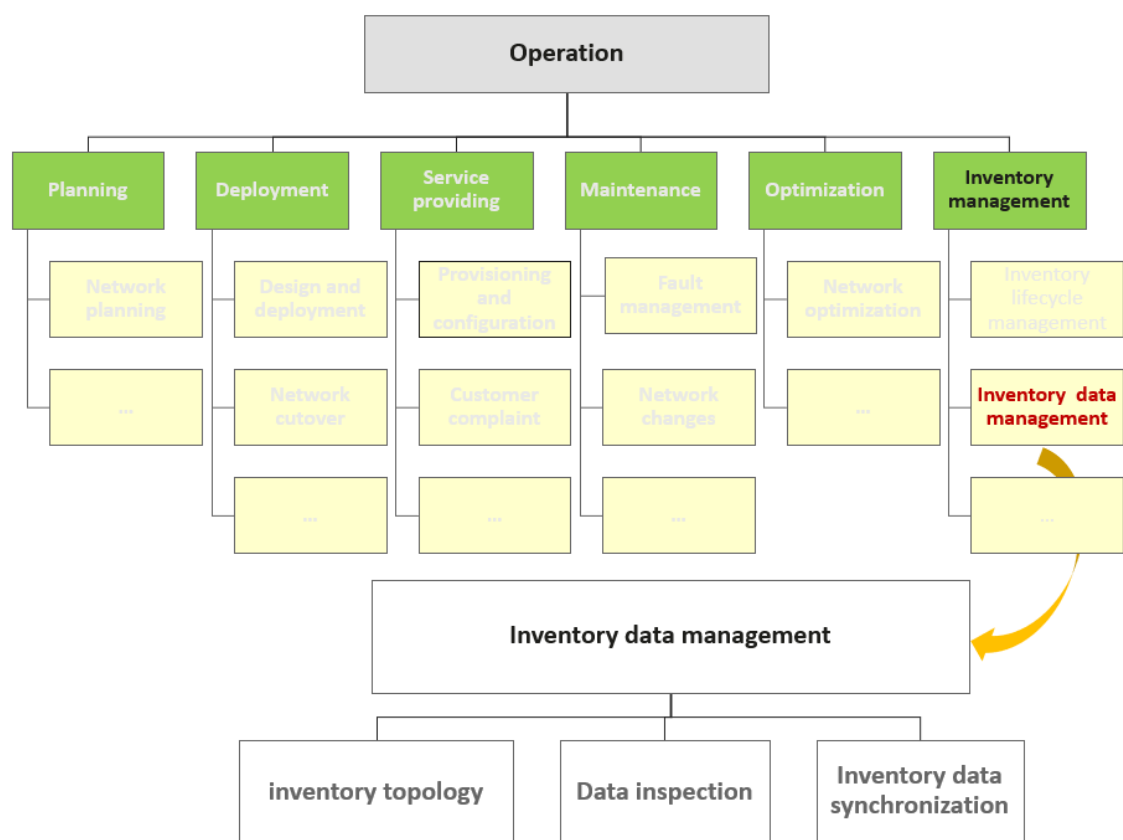 Operation
Planning
Deployment
Service
providing
Maintenance
Optimization
Inventory
management
Network
planning
Design and
deployment
Provisioning
and
configuration
Fault
management
Network
optimization
Inventory
lifecycle
management
...
Network
cutover
Customer
complaint
Network
changes
...
Inventory data
management
...
...
...
...
Inventory data management
inventory topology
Data inspection
Inventory data
synchronization